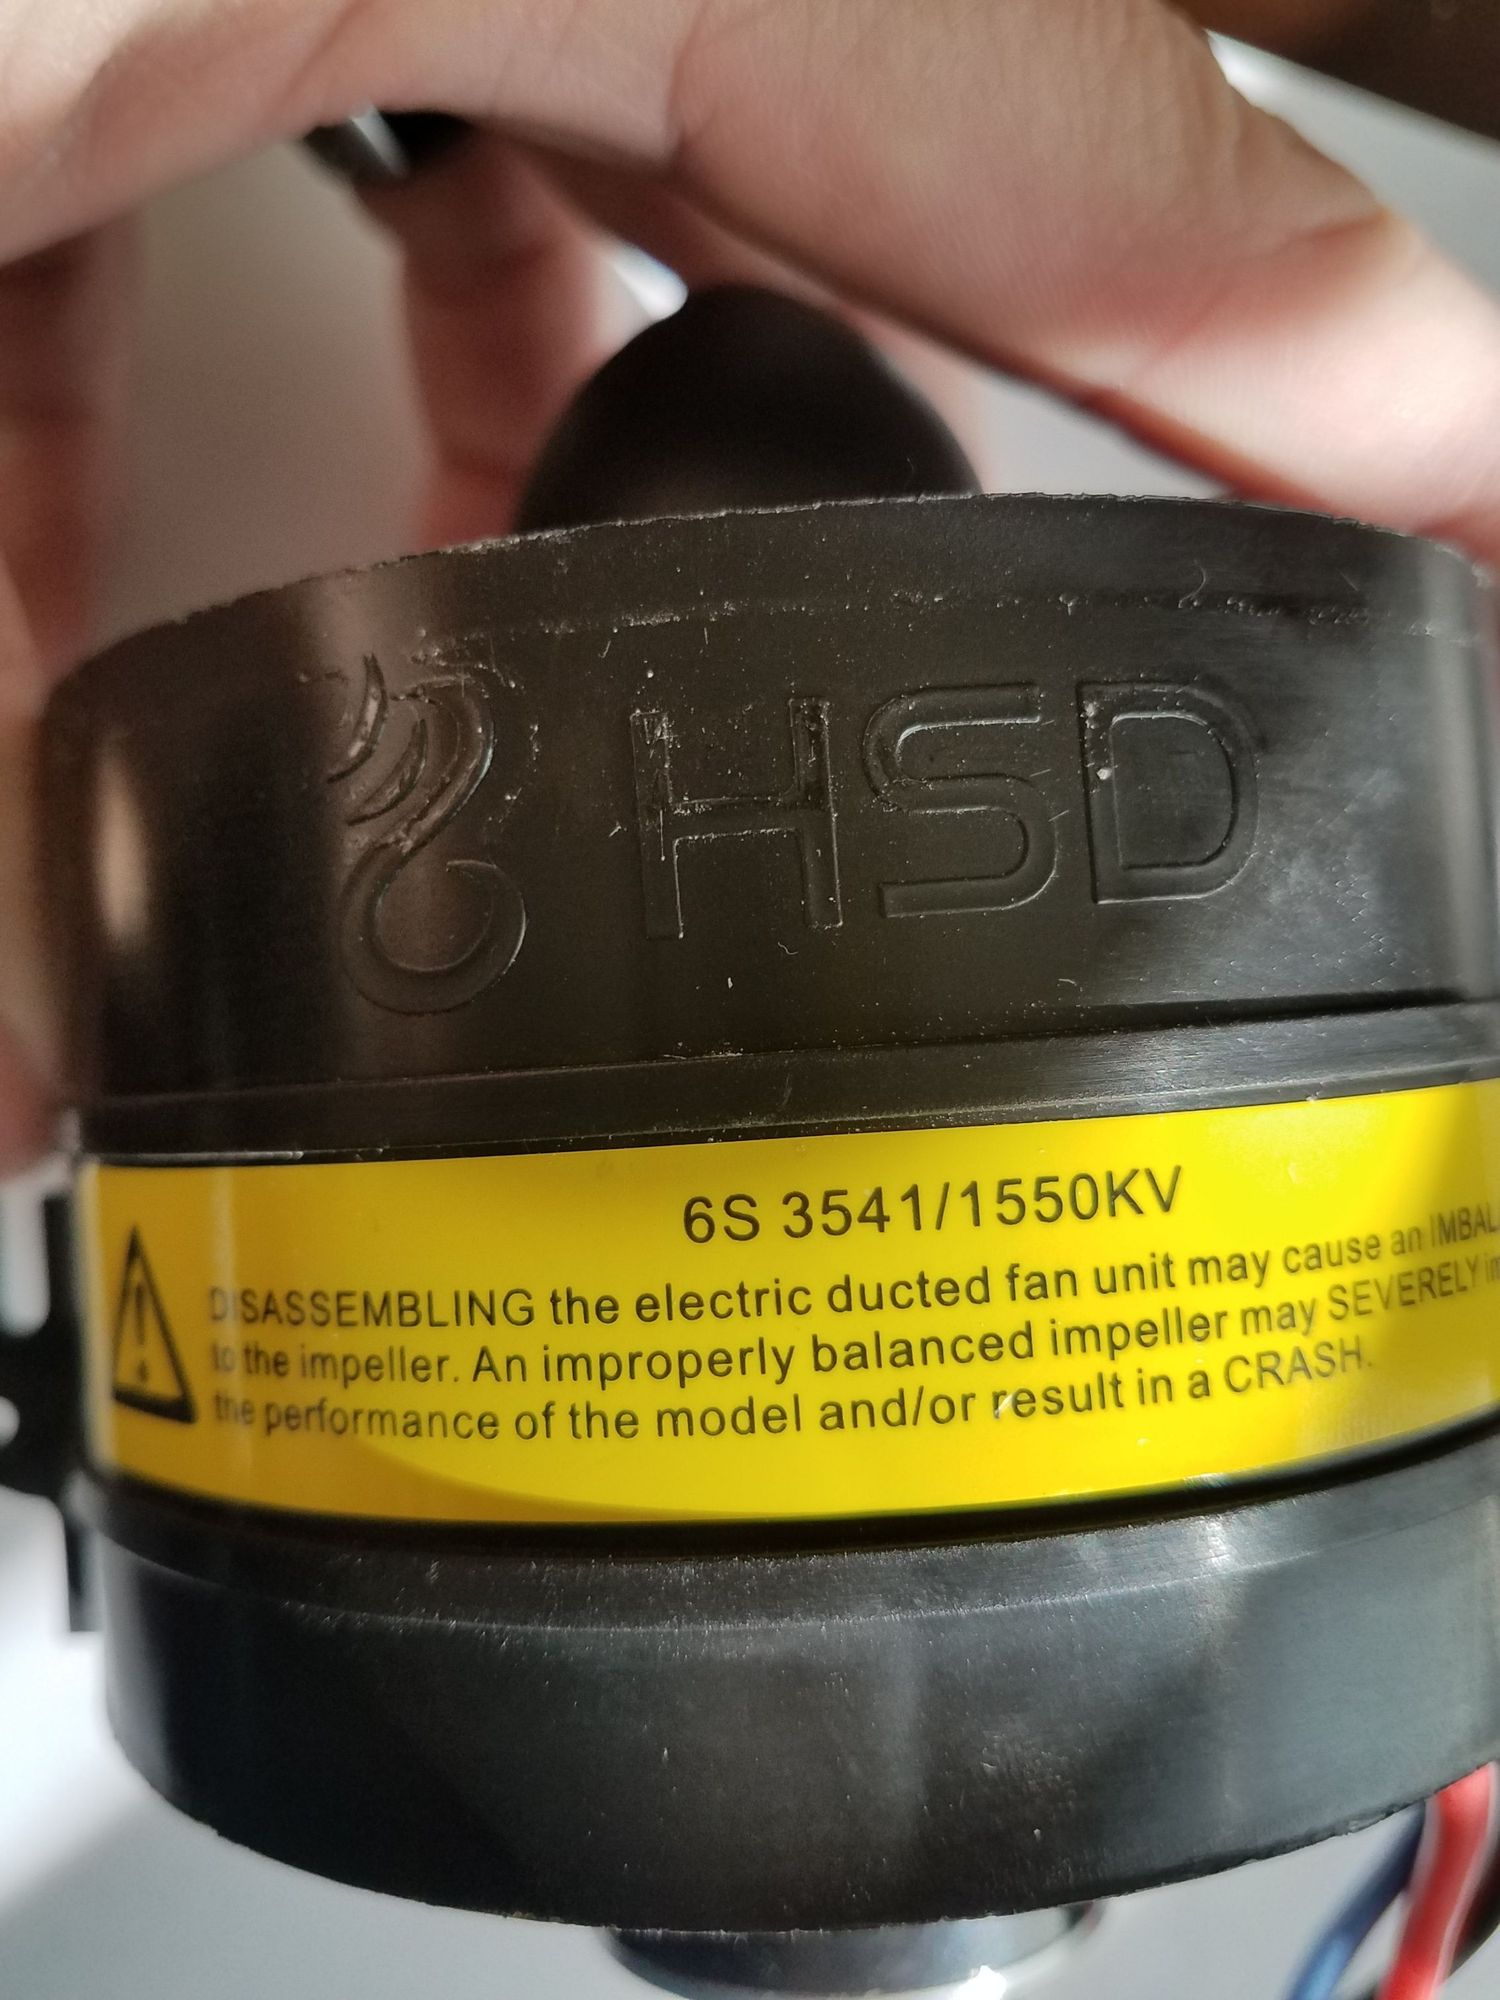 HSD
6S 3541/1550KV
DISASSEMBLING the electric ducted fan unit may cause an
to the impeller. An improperly balanced impeller may SEVERELY
the performance of the model and/or result in a CRASH.